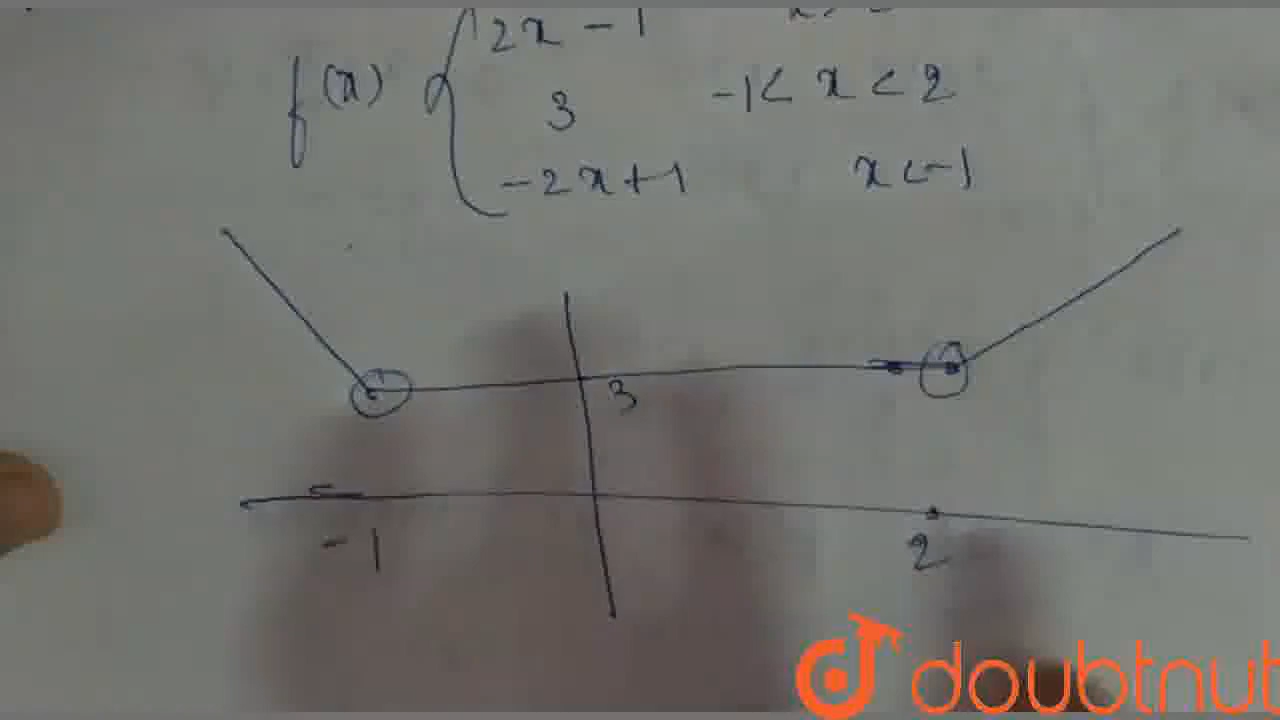 2x - 1
f(x) { 3 -1 < x < 2
-2x+1 x<-1
3
-1
2
doubtnut